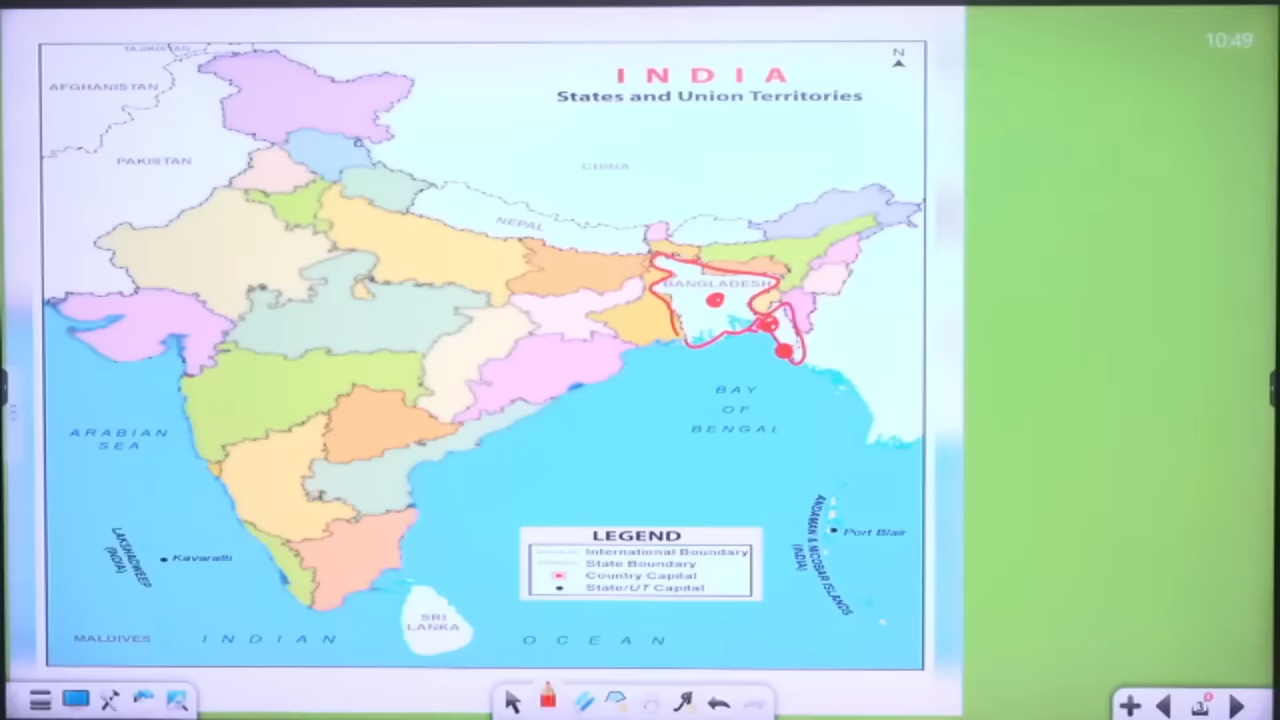 10:49
TAJIKISTAN
AFGHANISTAN
N
INDIA
States and Union Territories
PAKISTAN
CHINA
NEPAL
BANGLADESH
BAY
OF
BENGAL
ARABIAN
SEA
LAKSHADWEEP
(INDIA)
Kavaratti
ANDAMAN & NICOBAR ISLANDS
(INDIA)
Port Blair
LEGEND
International Boundary
State Boundary
Country Capital
State/UT Capital
SRI
LANKA
MALDIVES
INDIAN
OCEAN
3